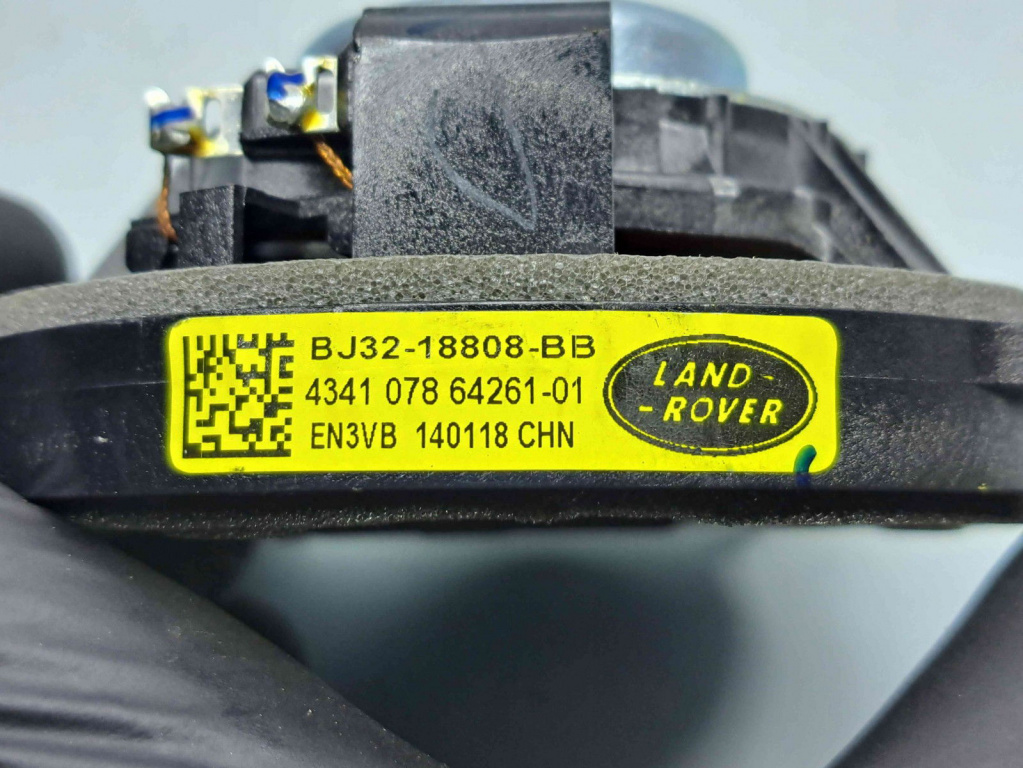 BJ32-18808-BB
4341 078 64261-01
EN3VB 140118 CHN
LAND-
-ROVER